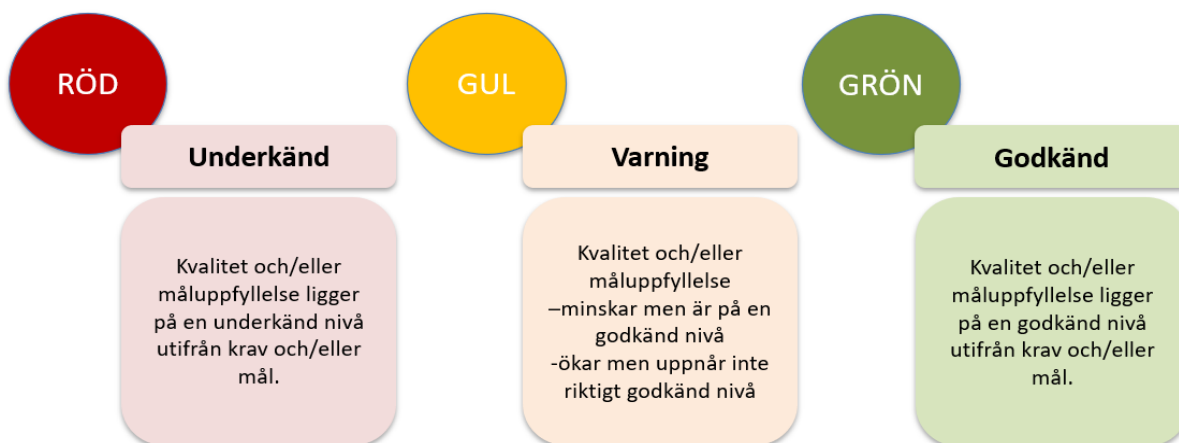 RÖD
Underkänd
Kvalitet och/eller
måluppfyllelse ligger
på en underkänd nivå
utifrån krav och/eller
mål.
GUL
Varning
Kvalitet och/eller
måluppfyllelse
–minskar men är på en
godkänd nivå
-ökar men uppnår inte
riktigt godkänd nivå
GRÖN
Godkänd
Kvalitet och/eller
måluppfyllelse ligger
på en godkänd nivå
utifrån krav och/eller
mål.